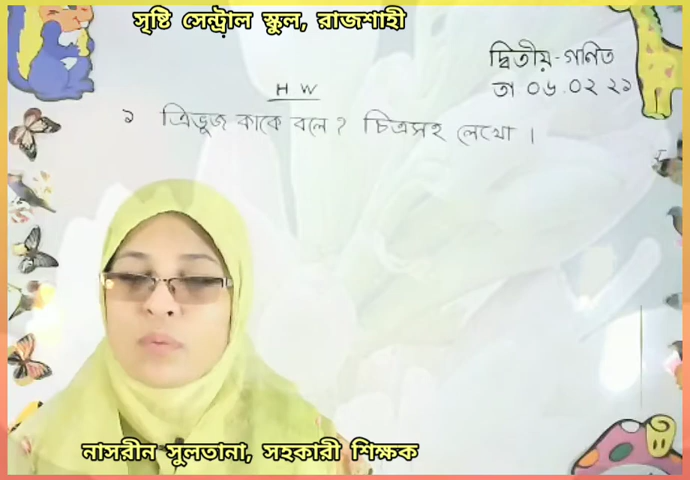 সৃষ্টি সেন্ট্রাল স্কুল, রাজশাহী
দ্বিতীয়-গনিত
তা ০৬.০২ ২১
H W
১ ত্রিভুজ কাকে বলে? চিত্রসহ লেখো।
নাসরীন সুলতানা, সহকারী শিক্ষক